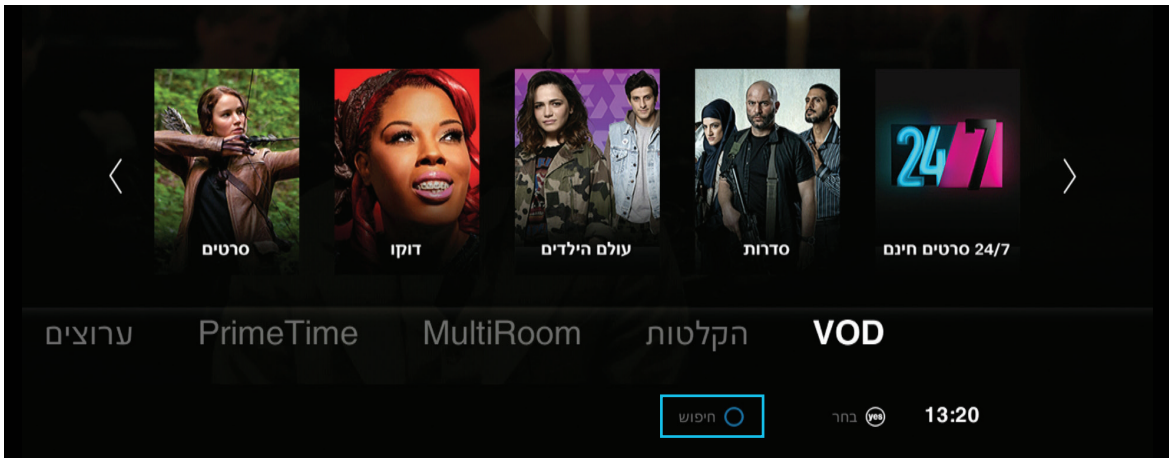 24/7
24/7 סרטים חינם
סדרות
עולם הילדים
דוקו
סרטים
VOD
הקלטות
MultiRoom
PrimeTime
ערוצים
13:20
yes בחר
חיפוש